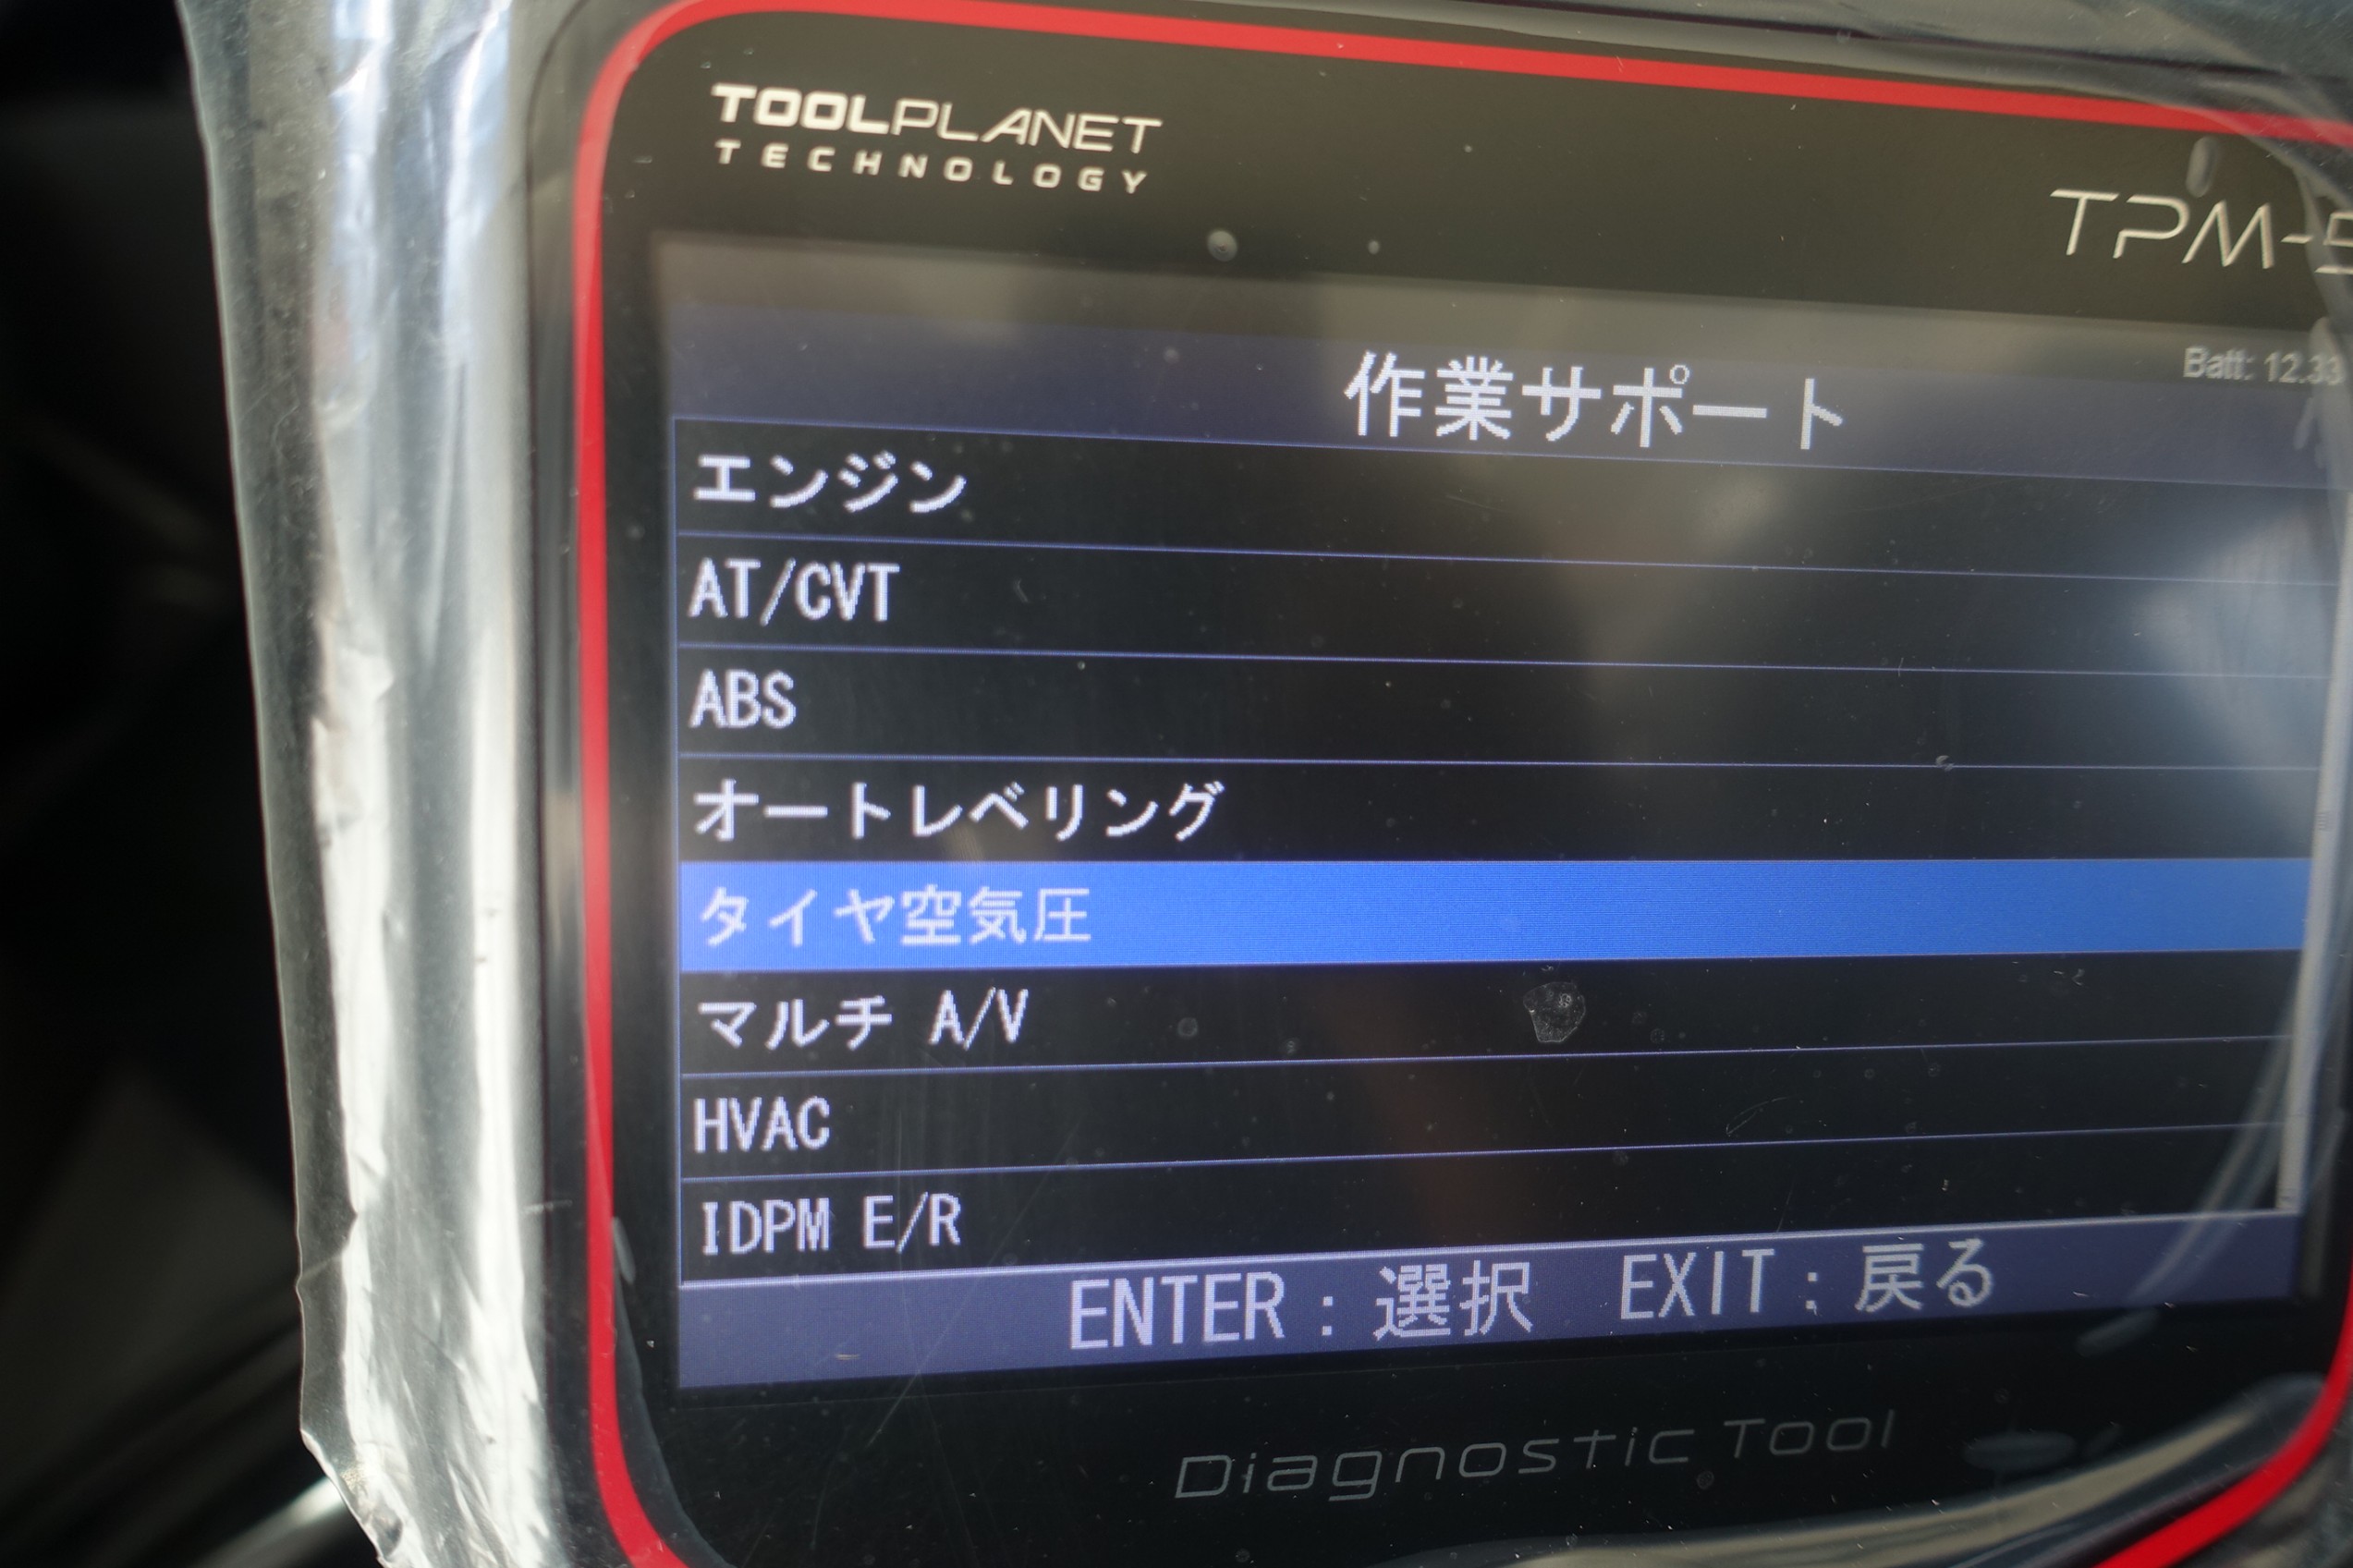 TOOLPLANET
TECHNOLOGY
TPM-5
Batt: 12.33
作業サポート
エンジン
AT/CVT
ABS
オートレベリング
タイヤ空気圧
マルチ A/V
HVAC
IDPM E/R
ENTER : 選択 EXIT : 戻る
Diagnostic Tool